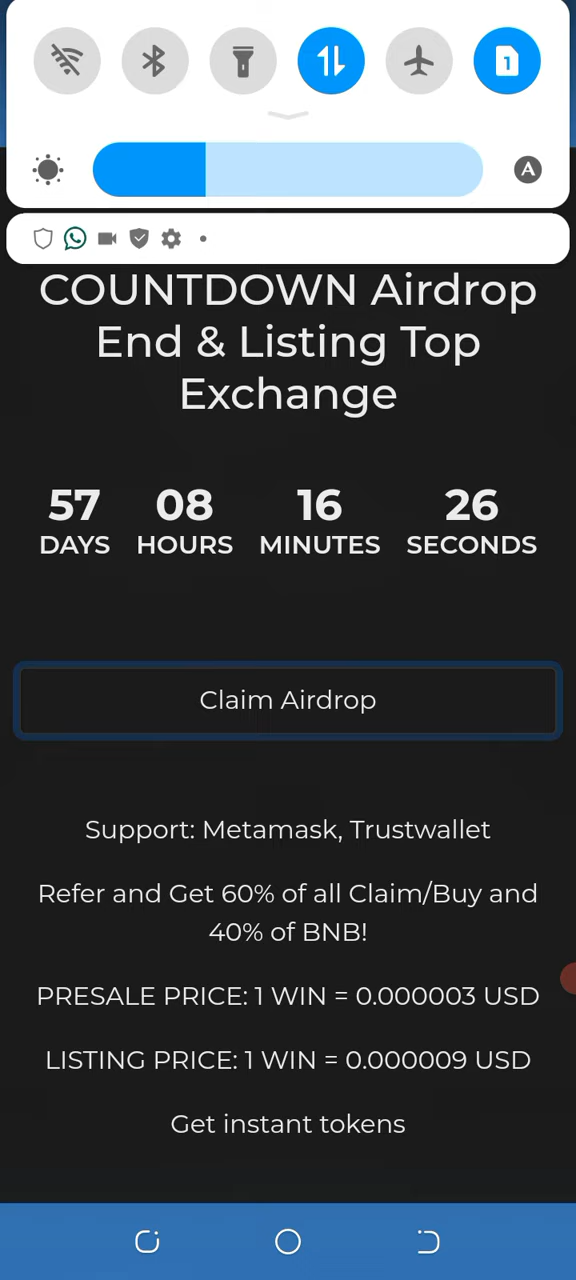 A
1
COUNTDOWN Airdrop
End & Listing Top
Exchange
57 08 16 26
DAYS HOURS MINUTES SECONDS
Claim Airdrop
Support: Metamask, Trustwallet
Refer and Get 60% of all Claim/Buy and
40% of BNB!
PRESALE PRICE: 1 WIN = 0.000003 USD
LISTING PRICE: 1 WIN = 0.000009 USD
Get instant tokens